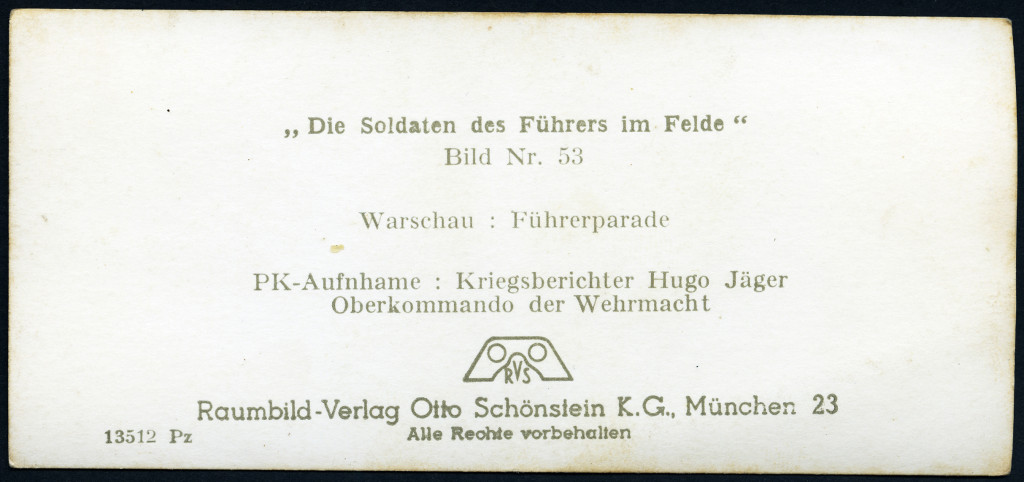 „ Die Soldaten des Führers im Felde “
Bild Nr. 53
Warschau : Führerparade
PK-Aufnhame : Kriegsberichter Hugo Jäger
Oberkommando der Wehrmacht
RVS
Raumbild-Verlag Otto Schönstein K.G., München 23
13512 Pz
Alle Rechte vorbehalten